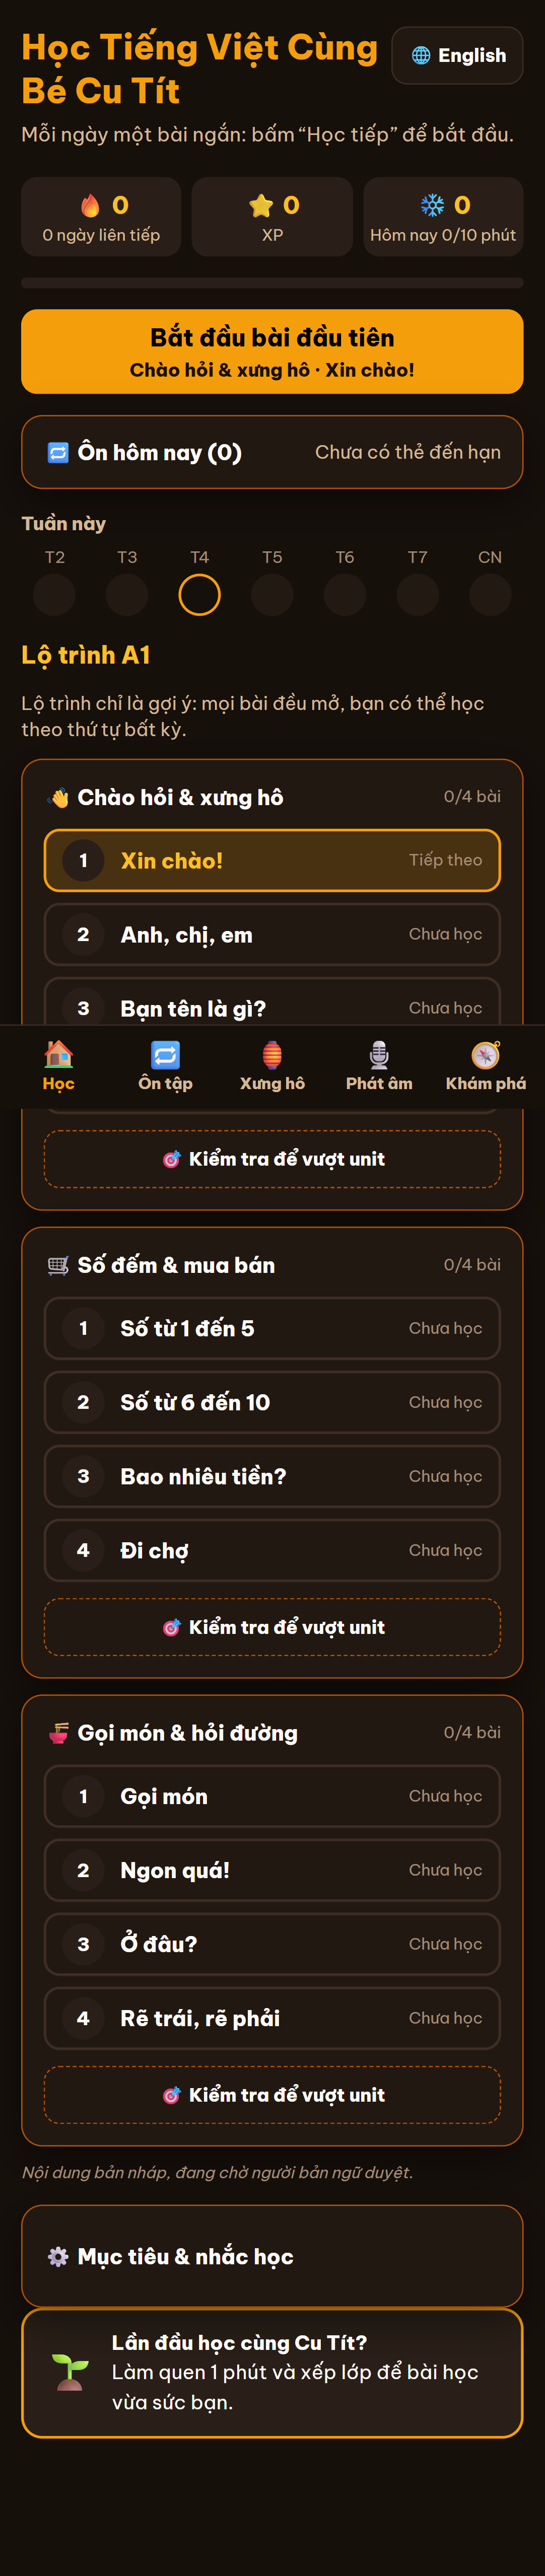 Học Tiếng Việt Cùng
Bé Cu Tít
English
Mỗi ngày một bài ngắn: bấm “Học tiếp” để bắt đầu.
0
0 ngày liên tiếp
0
XP
0
Hôm nay 0/10 phút
Bắt đầu bài đầu tiên
Chào hỏi & xưng hô · Xin chào!
Ôn hôm nay (0)
Chưa có thẻ đến hạn
Tuần này
T2 T3 T4 T5 T6 T7 CN
Lộ trình A1
Lộ trình chỉ là gợi ý: mọi bài đều mở, bạn có thể học
theo thứ tự bất kỳ.
Chào hỏi & xưng hô
0/4 bài
1 Xin chào! Tiếp theo
2 Anh, chị, em Chưa học
3 Bạn tên là gì? Chưa học
Học
Ôn tập
Xưng hô
Phát âm
Khám phá
Kiểm tra để vượt unit
Số đếm & mua bán
0/4 bài
1 Số từ 1 đến 5 Chưa học
2 Số từ 6 đến 10 Chưa học
3 Bao nhiêu tiền? Chưa học
4 Đi chợ Chưa học
Kiểm tra để vượt unit
Gọi món & hỏi đường
0/4 bài
1 Gọi món Chưa học
2 Ngon quá! Chưa học
3 Ở đâu? Chưa học
4 Rẽ trái, rẽ phải Chưa học
Kiểm tra để vượt unit
Nội dung bản nháp, đang chờ người bản ngữ duyệt.
Mục tiêu & nhắc học
Lần đầu học cùng Cu Tít?
Làm quen 1 phút và xếp lớp để bài học
vừa sức bạn.